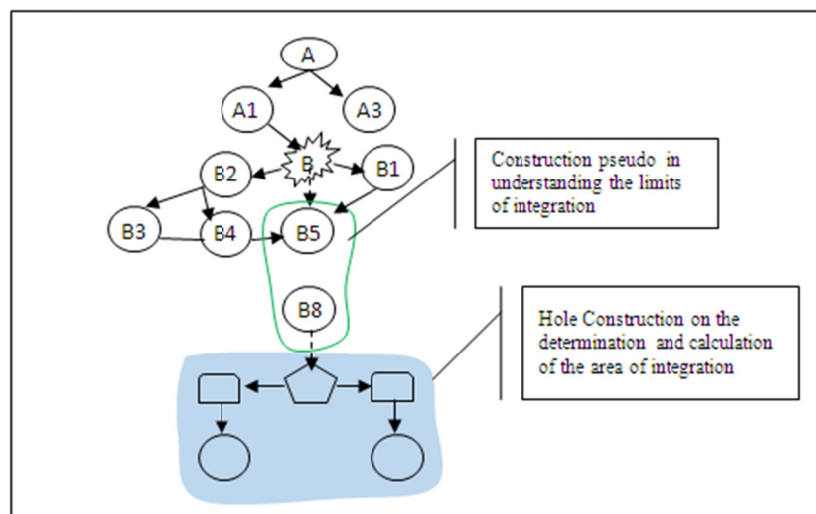 A
A1
A3
B
B2
B1
B3
B4
B5
B8
Construction pseudo in
understanding the limits
of integration
Hole Construction on the
determination and calculation
of the area of integration